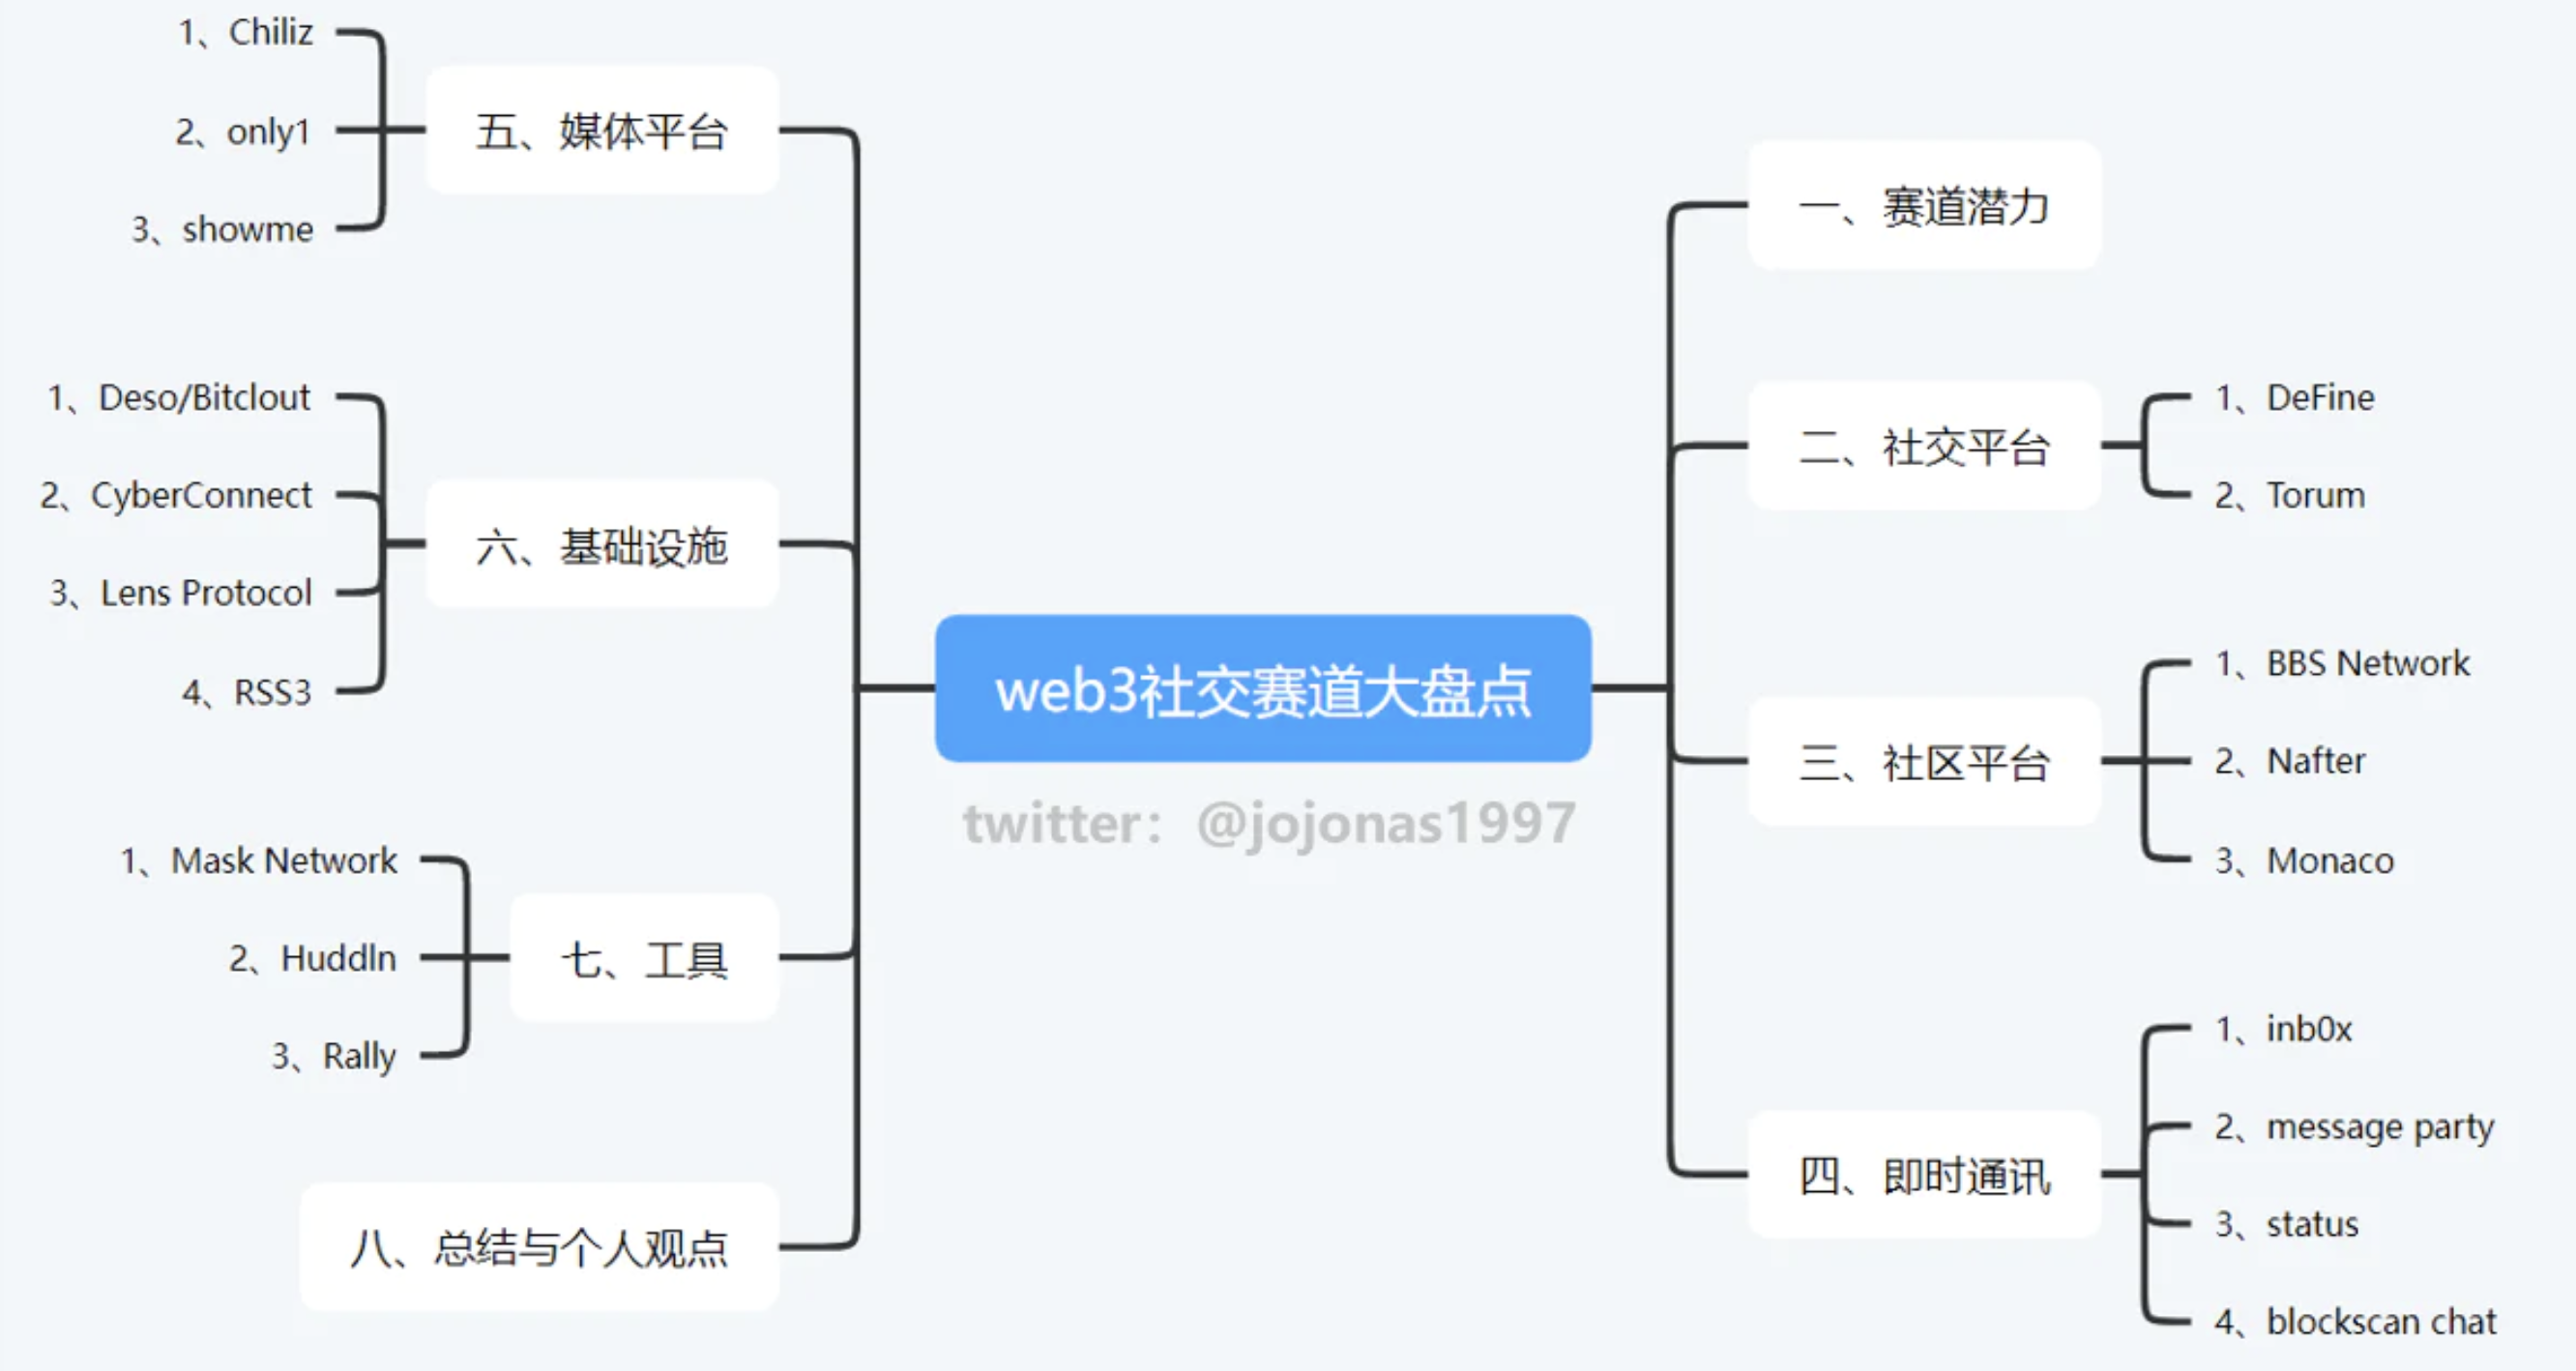 web3社交赛道大盘点
twitter：@jojonas1997
一、赛道潜力
二、社交平台
1、DeFine
2、Torum
三、社区平台
1、BBS Network
2、Nafter
3、Monaco
四、即时通讯
1、inb0x
2、message party
3、status
4、blockscan chat
五、媒体平台
1、Chiliz
2、only1
3、showme
六、基础设施
1、Deso/Bitclout
2、CyberConnect
3、Lens Protocol
4、RSS3
七、工具
1、Mask Network
2、Huddln
3、Rally
八、总结与个人观点